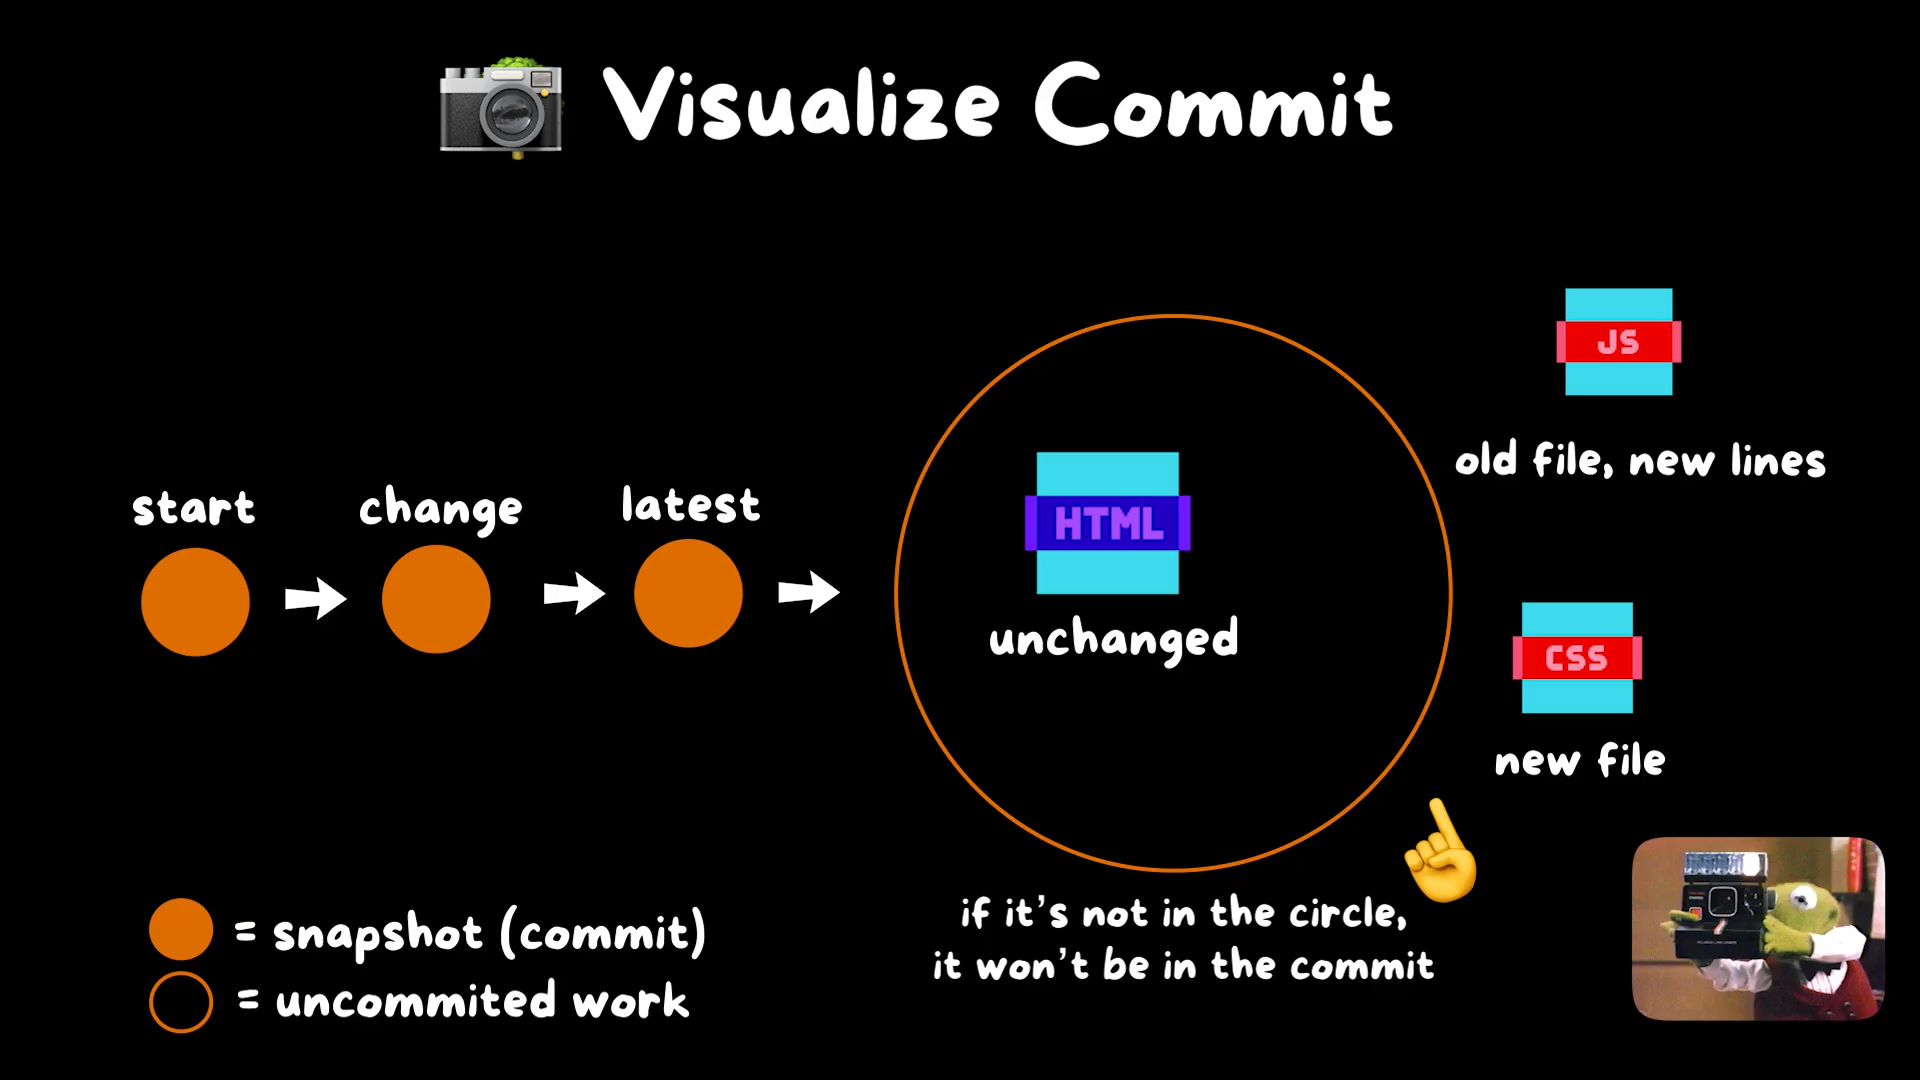 Visualize Commit
JS
old file, new lines
start
change
latest
HTML
unchanged
CSS
new file
if it's not in the circle,
it won't be in the commit
= snapshot (commit)
= uncommited work